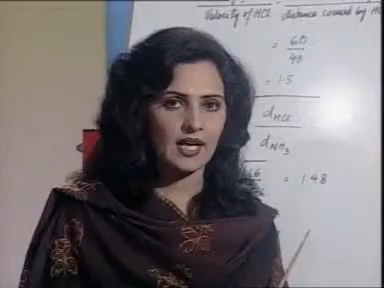 Velocity of HCl distance covered by H
= 60
40
= 1.5
dHCl
dNH3
= 1.48